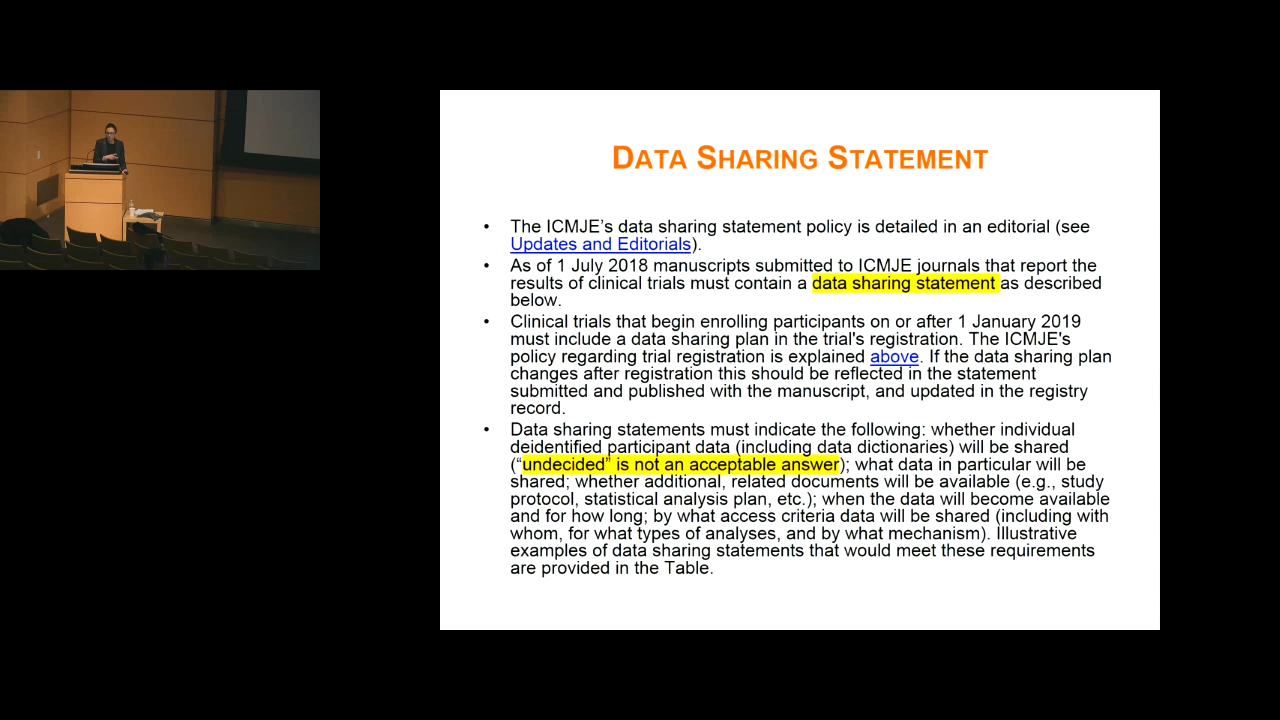 DATA SHARING STATEMENT
• The ICMJE's data sharing statement policy is detailed in an editorial (see
Updates and Editorials).
• As of 1 July 2018 manuscripts submitted to ICMJE journals that report the
results of clinical trials must contain a data sharing statement as described
below.
• Clinical trials that begin enrolling participants on or after 1 January 2019
must include a data sharing plan in the trial's registration. The ICMJE's
policy regarding trial registration is explained above. If the data sharing plan
changes after registration this should be reflected in the statement
submitted and published with the manuscript, and updated in the registry
record.
• Data sharing statements must indicate the following: whether individual
deidentified participant data (including data dictionaries) will be shared
(“undecided” is not an acceptable answer); what data in particular will be
shared; whether additional, related documents will be available (e.g., study
protocol, statistical analysis plan, etc.); when the data will become available
and for how long; by what access criteria data will be shared (including with
whom, for what types of analyses, and by what mechanism). Illustrative
examples of data sharing statements that would meet these requirements
are provided in the Table.